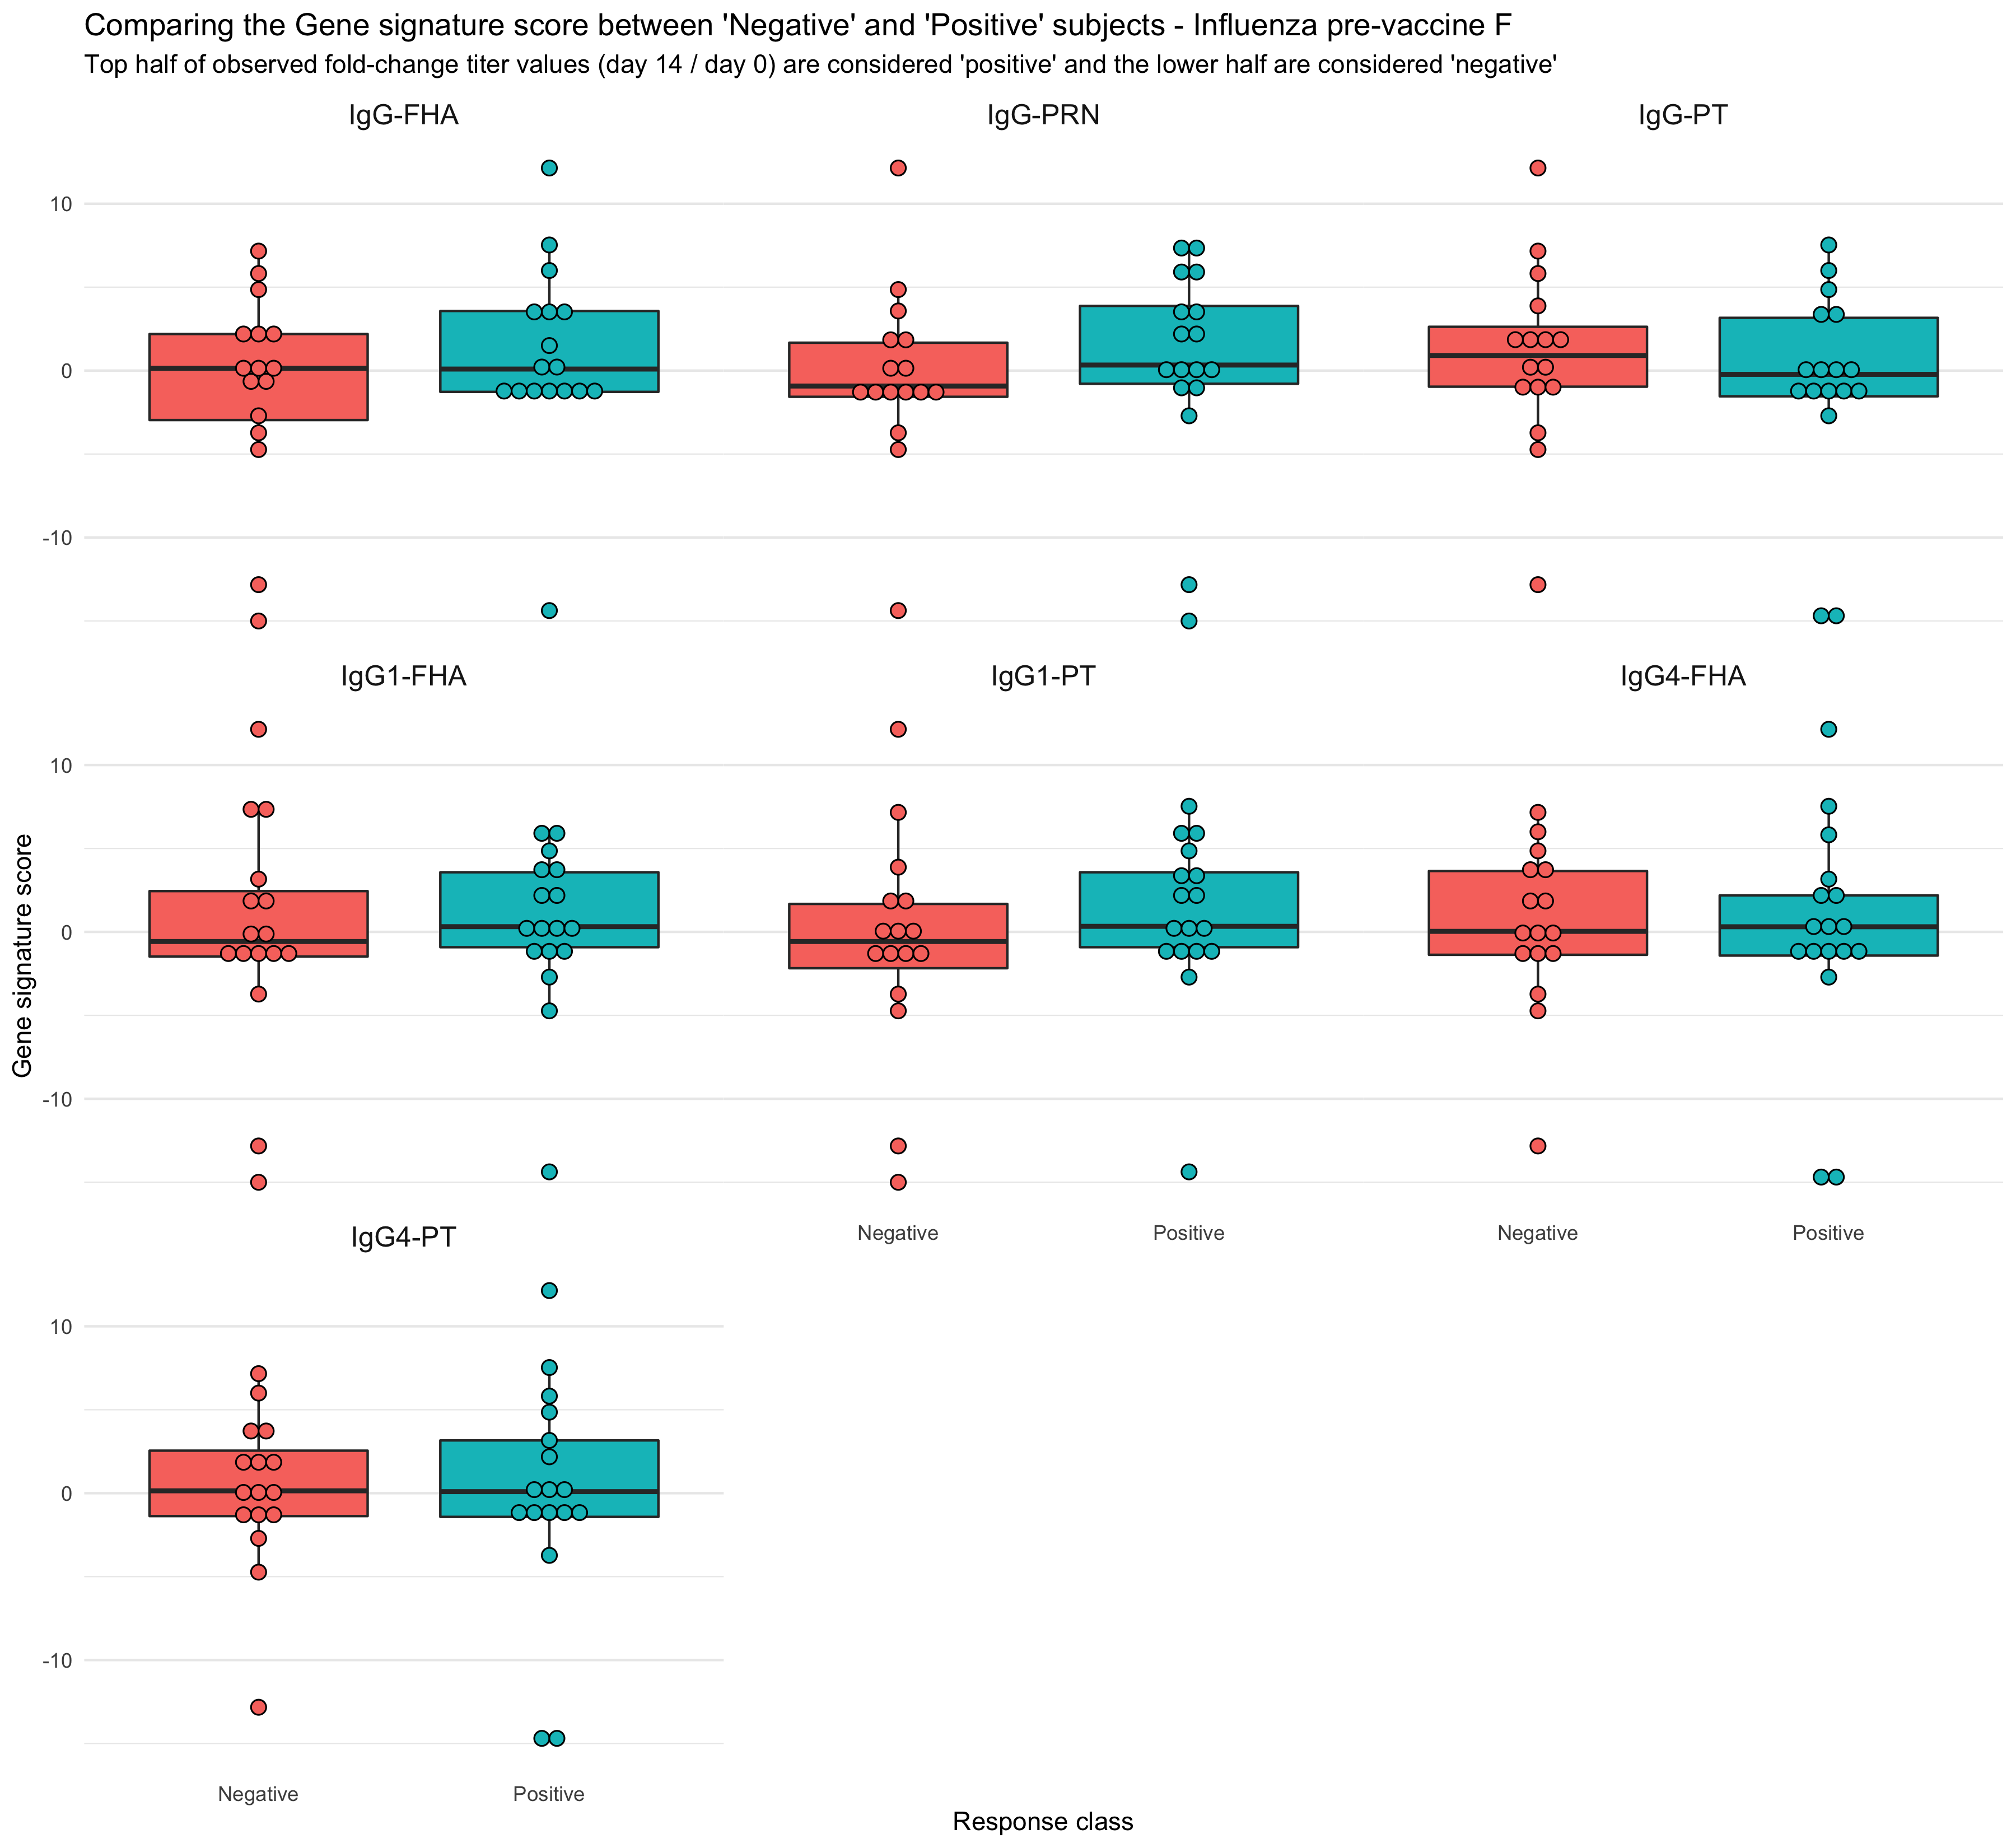 Comparing the Gene signature score between 'Negative' and 'Positive' subjects - Influenza pre-vaccine F
Top half of observed fold-change titer values (day 14 / day 0) are considered 'positive' and the lower half are considered 'negative'
IgG-FHA
IgG-PRN
IgG-PT
10
0
-10
IgG1-FHA
IgG1-PT
IgG4-FHA
10
0
-10
Gene signature score
Negative
Positive
Negative
Positive
IgG4-PT
10
0
-10
Negative
Positive
Response class